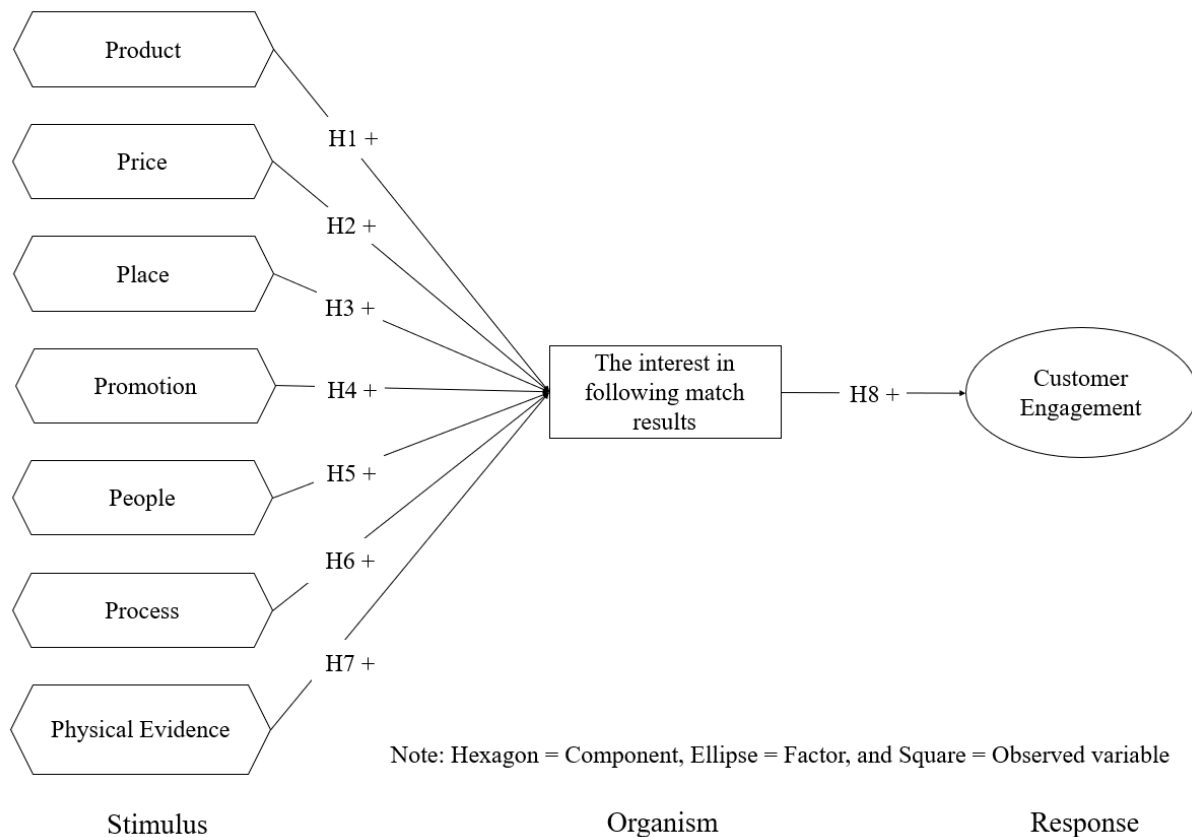 Product
H1 +
Price
H2 +
Place
H3 +
Promotion
H4 +
People
H5 +
Process
H6 +
Physical Evidence
H7 +
The interest in
following match
results
H8 +
Customer
Engagement
Note: Hexagon = Component, Ellipse = Factor, and Square = Observed variable
Stimulus
Organism
Response